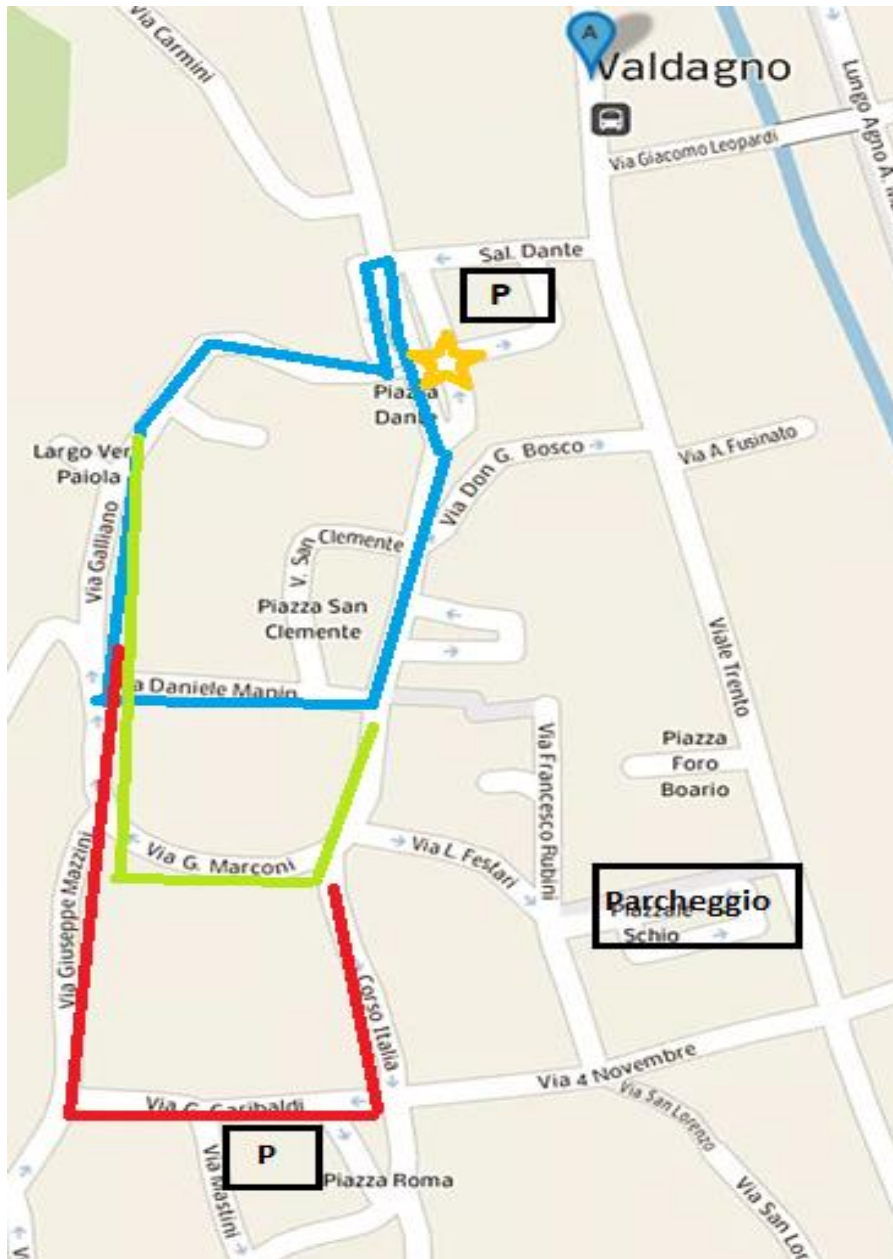 Via Carmini
A
Valdagno
Lungo Agno A. M
Via Giacomo Leopardi
Sal. Dante
P
Piazza
Dante
Largo Ver
Paiola
Via Don G. Bosco
Via A. Fusinato
Via Galliano
V. San Clemente
Piazza San
Clemente
Viale Trento
Via Daniele Manin
Via Francesco Rubini
Piazza
Foro
Boario
Via G. Marconi
Via L. Festari
Via Giuseppe Mazzini
Parcheggio
Piazzale
Schio
Corso Italia
Via 4 Novembre
Via G. Garibaldi
Via San Lorenzo
P
Via Mastini
Piazza Roma
Via San Lor
V